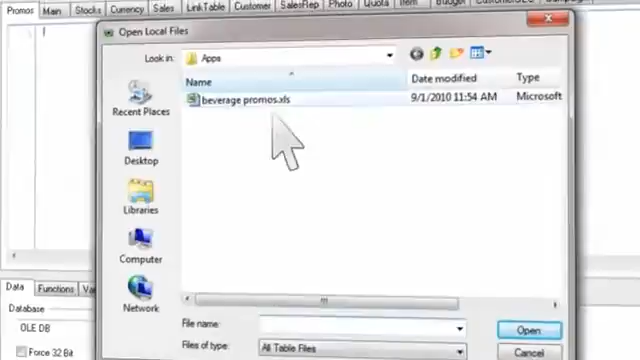 Promos Main Stocks Currency Sales LinkTable Customer SalesRep Photo Quota Item Budget
Open Local Files
Look in: Apps
Name Date modified Type
beverage promos.xls 9/1/2010 11:54 AM Microsoft
Recent Places
Desktop
Libraries
Computer
Network
Data Functions
Database
OLE DB
Force 32 Bit
File name: Open
Files of type: All Table Files Cancel